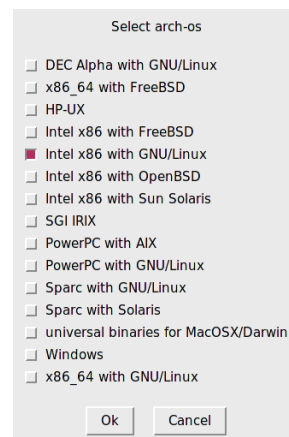 Select arch-os
DEC Alpha with GNU/Linux
x86_64 with FreeBSD
HP-UX
Intel x86 with FreeBSD
Intel x86 with GNU/Linux
Intel x86 with OpenBSD
Intel x86 with Sun Solaris
SGI IRIX
PowerPC with AIX
PowerPC with GNU/Linux
Sparc with GNU/Linux
Sparc with Solaris
universal binaries for MacOSX/Darwin
Windows
x86_64 with GNU/Linux
Ok Cancel